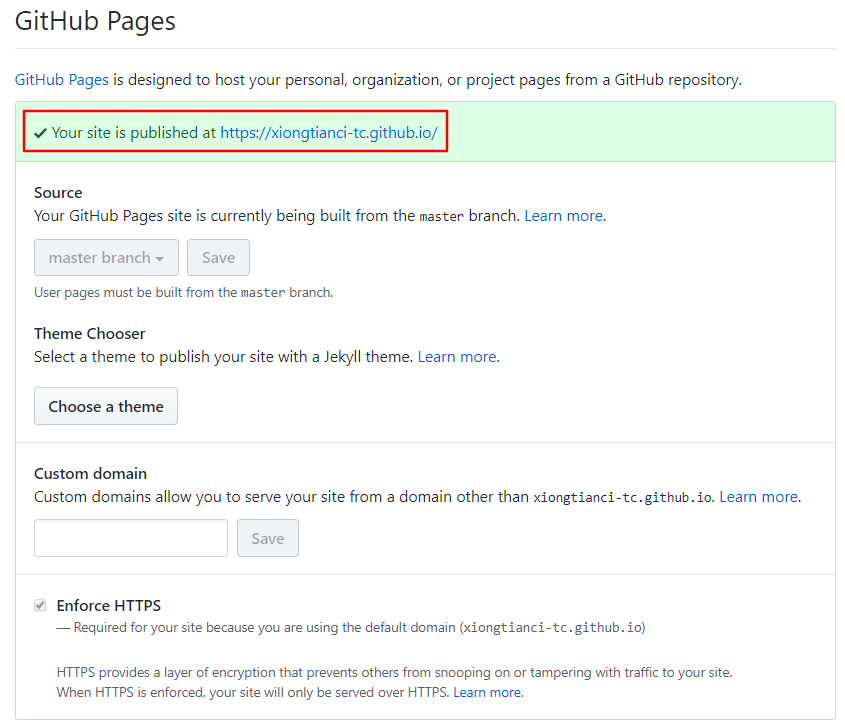 GitHub Pages
GitHub Pages is designed to host your personal, organization, or project pages from a GitHub repository.
Your site is published at https://xiongtianci-tc.github.io/
Source
Your GitHub Pages site is currently being built from the master branch. Learn more.
master branch Save
User pages must be built from the master branch.
Theme Chooser
Select a theme to publish your site with a Jekyll theme. Learn more.
Choose a theme
Custom domain
Custom domains allow you to serve your site from a domain other than xiongtianci-tc.github.io. Learn more.
Save
Enforce HTTPS
— Required for your site because you are using the default domain (xiongtianci-tc.github.io)
HTTPS provides a layer of encryption that prevents others from snooping on or tampering with traffic to your site.
When HTTPS is enforced, your site will only be served over HTTPS. Learn more.